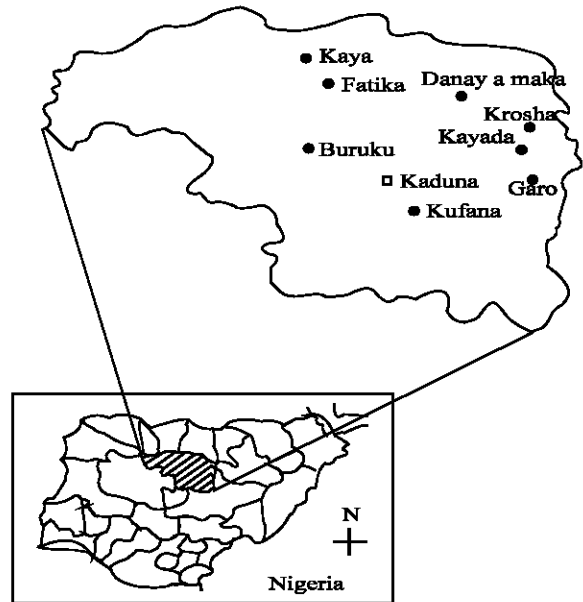 Kaya
Fatika
Danay a maka
Krosha
Kayada
Buruku
Kaduna
Garo
Kufana
N
Nigeria